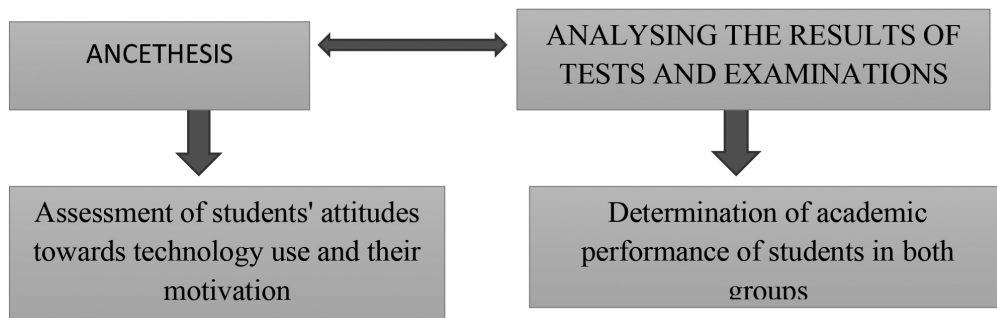 ANCETHESIS
ANALYSING THE RESULTS OF
TESTS AND EXAMINATIONS
Assessment of students' attitudes
towards technology use and their
motivation
Determination of academic
performance of students in both
groups